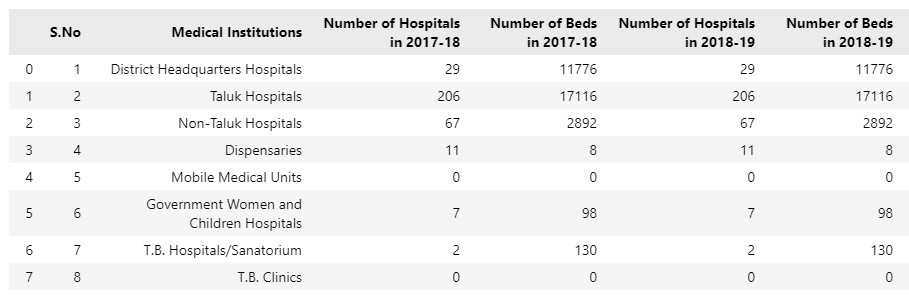 S.No Medical Institutions Number of Hospitals in 2017-18 Number of Beds in 2017-18 Number of Hospitals in 2018-19 Number of Beds in 2018-19
0 1 District Headquarters Hospitals 29 11776 29 11776
1 2 Taluk Hospitals 206 17116 206 17116
2 3 Non-Taluk Hospitals 67 2892 67 2892
3 4 Dispensaries 11 8 11 8
4 5 Mobile Medical Units 0 0 0 0
5 6 Government Women and Children Hospitals 7 98 7 98
6 7 T.B. Hospitals/Sanatorium 2 130 2 130
7 8 T.B. Clinics 0 0 0 0